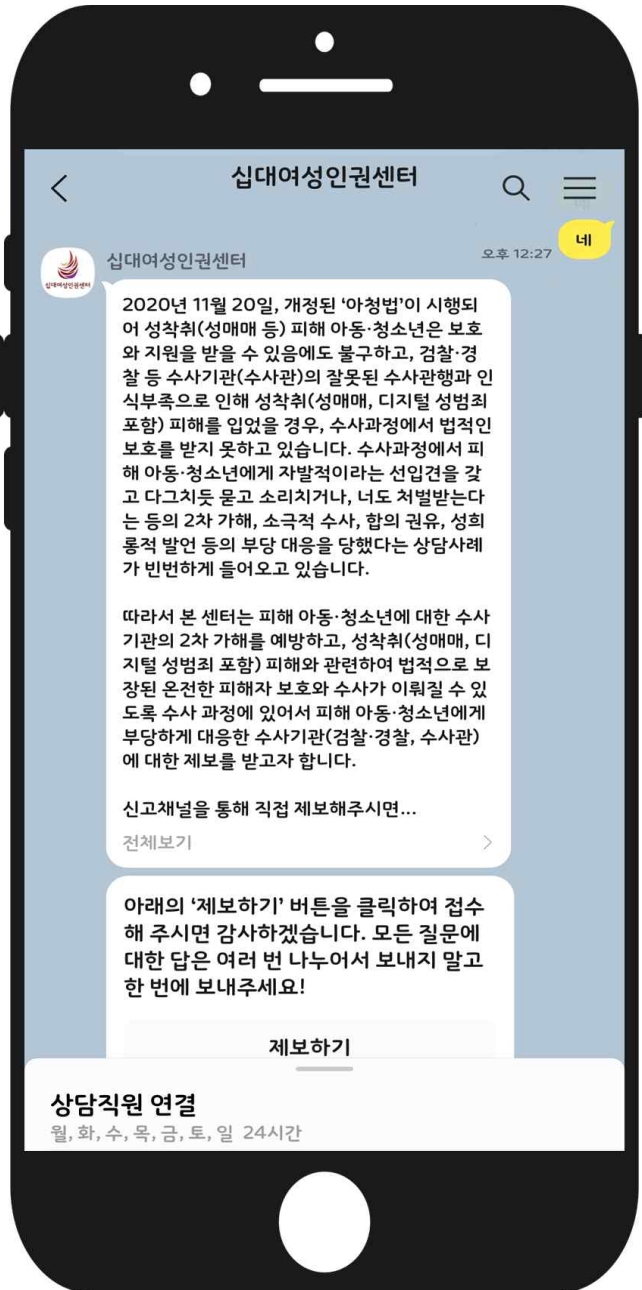 십대여성인권센터
네
오후 12:27
십대여성인권센터
십대여성인권센터
2020년 11월 20일, 개정된 ‘아청법’이 시행되
어 성착취(성매매 등) 피해 아동·청소년은 보호
와 지원을 받을 수 있음에도 불구하고, 검찰·경
찰 등 수사기관(수사관)의 잘못된 수사관행과 인
식부족으로 인해 성착취(성매매, 디지털 성범죄
포함) 피해를 입었을 경우, 수사과정에서 법적인
보호를 받지 못하고 있습니다. 수사과정에서 피
해 아동·청소년에게 자발적이라는 선입견을 갖
고 다그치듯 묻고 소리치거나, 너도 처벌받는다
는 등의 2차 가해, 소극적 수사, 합의 권유, 성희
롱적 발언 등의 부당 대응을 당했다는 상담사례
가 빈번하게 들어오고 있습니다.
따라서 본 센터는 피해 아동·청소년에 대한 수사
기관의 2차 가해를 예방하고, 성착취(성매매, 디
지털 성범죄 포함) 피해와 관련하여 법적으로 보
장된 온전한 피해자 보호와 수사가 이뤄질 수 있
도록 수사 과정에 있어서 피해 아동·청소년에게
부당하게 대응한 수사기관(검찰·경찰, 수사관)
에 대한 제보를 받고자 합니다.
신고채널을 통해 직접 제보해주시면...
전체보기
아래의 ‘제보하기’ 버튼을 클릭하여 접수
해 주시면 감사하겠습니다. 모든 질문에
대한 답은 여러 번 나누어서 보내지 말고
한 번에 보내주세요!
제보하기
상담직원 연결
월, 화, 수, 목, 금, 토, 일 24시간